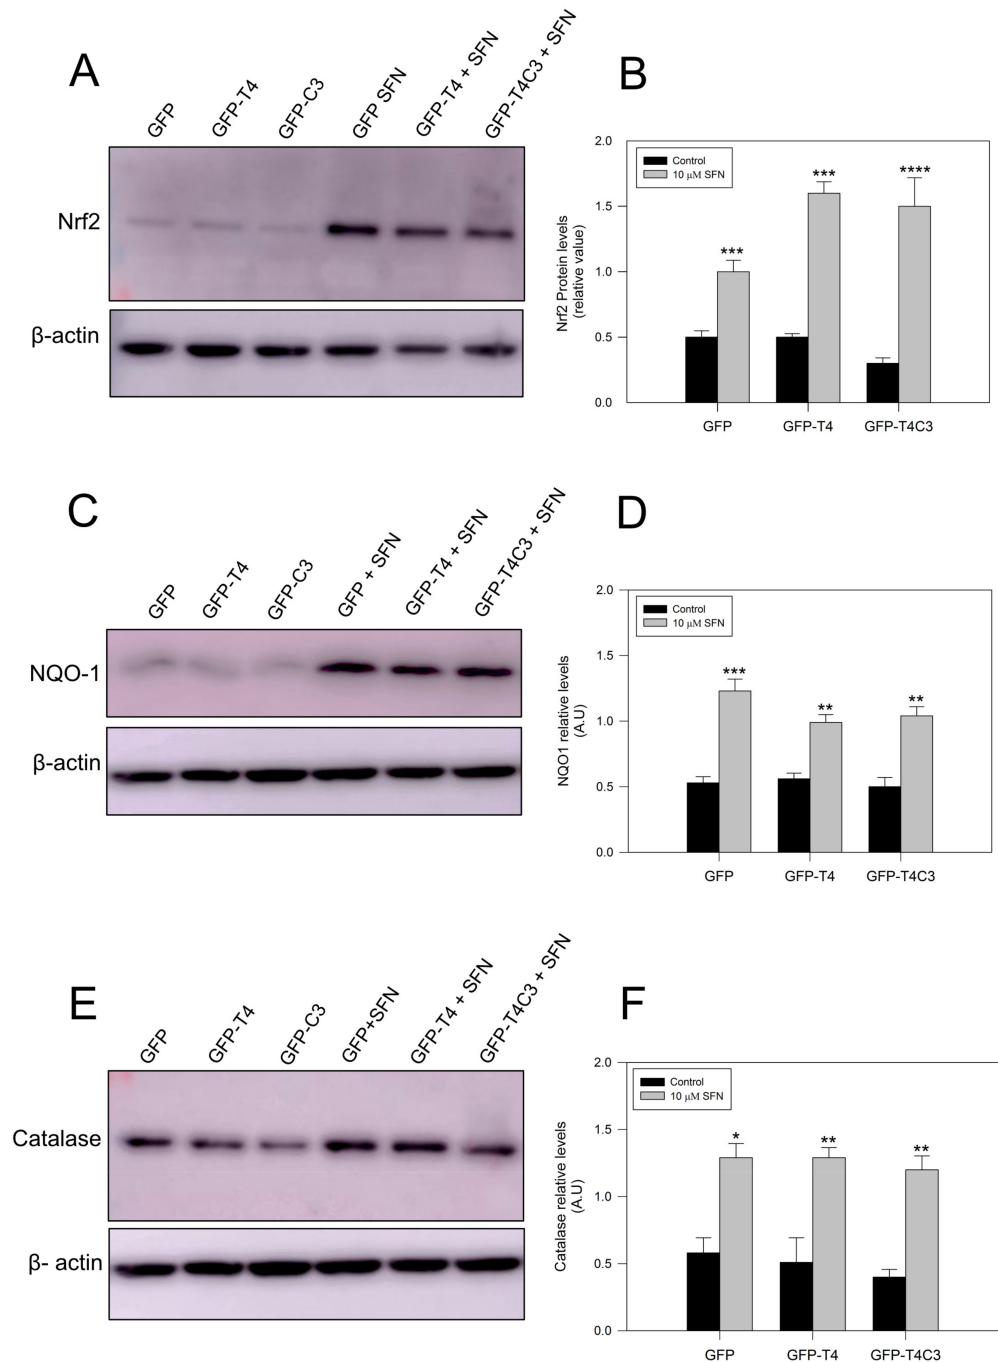 A
GFP
GFP-T4
GFP-C3
GFP SFN
GFP-T4 + SFN
GFP-T4C3 + SFN
Nrf2
β-actin
B
2.0
1.5
1.0
0.5
0.0
Nrf2 Protein levels
(relative value)
Control
10 μM SFN
***
***
****
GFP
GFP-T4
GFP-T4C3
C
GFP
GFP-T4
GFP-C3
GFP + SFN
GFP-T4 + SFN
GFP-T4C3 + SFN
NQO-1
β-actin
D
2.0
1.5
1.0
0.5
0.0
NQO1 relative levels
(A.U)
Control
10 μM SFN
***
**
**
GFP
GFP-T4
GFP-T4C3
E
GFP
GFP-T4
GFP-C3
GFP+SFN
GFP-T4 + SFN
GFP-T4C3 + SFN
Catalase
β- actin
F
2.0
1.5
1.0
0.5
0.0
Catalase relative levels
(A.U)
Control
10 μM SFN
*
**
**
GFP
GFP-T4
GFP-T4C3